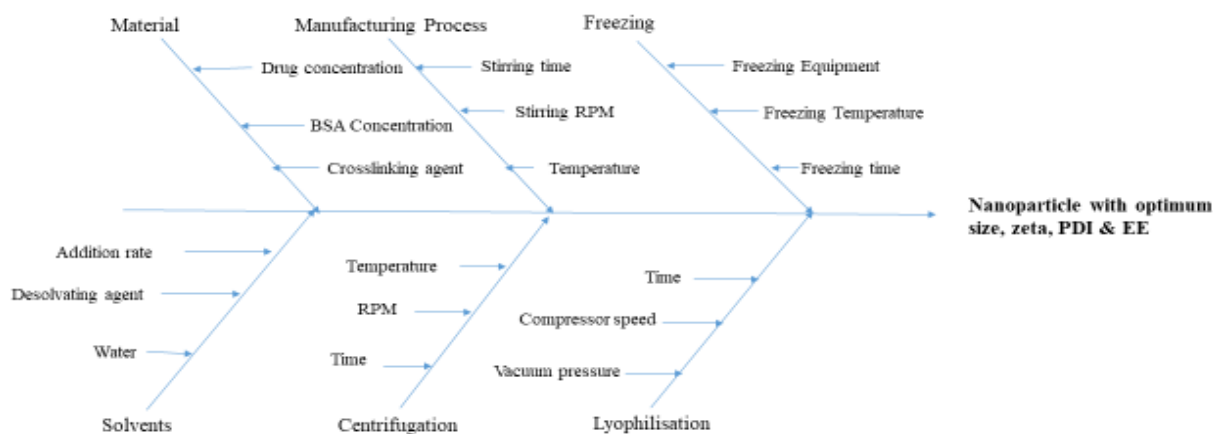 Material
Manufacturing Process
Freezing
Drug concentration
BSA Concentration
Crosslinking agent
Stirring time
Stirring RPM
Temperature
Freezing Equipment
Freezing Temperature
Freezing time
Nanoparticle with optimum
size, zeta, PDI & EE
Addition rate
Desolvating agent
Water
Temperature
RPM
Time
Time
Compressor speed
Vacuum pressure
Solvents
Centrifugation
Lyophilisation